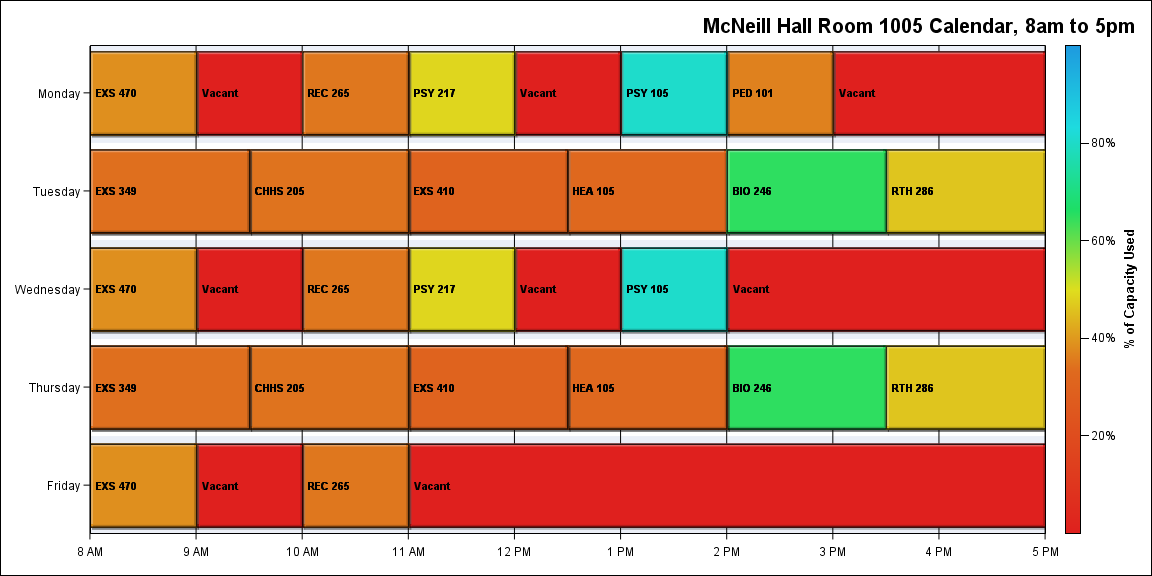 McNeill Hall Room 1005 Calendar, 8am to 5pm
Monday
EXS 470
Vacant
REC 265
PSY 217
Vacant
PSY 105
PED 101
Vacant
Tuesday
EXS 349
CHHS 205
EXS 410
HEA 105
BIO 246
RTH 286
Wednesday
EXS 470
Vacant
REC 265
PSY 217
Vacant
PSY 105
Vacant
Thursday
EXS 349
CHHS 205
EXS 410
HEA 105
BIO 246
RTH 286
Friday
EXS 470
Vacant
REC 265
Vacant
8 AM
9 AM
10 AM
11 AM
12 PM
1 PM
2 PM
3 PM
4 PM
5 PM
80%
60%
40%
20%
% of Capacity Used